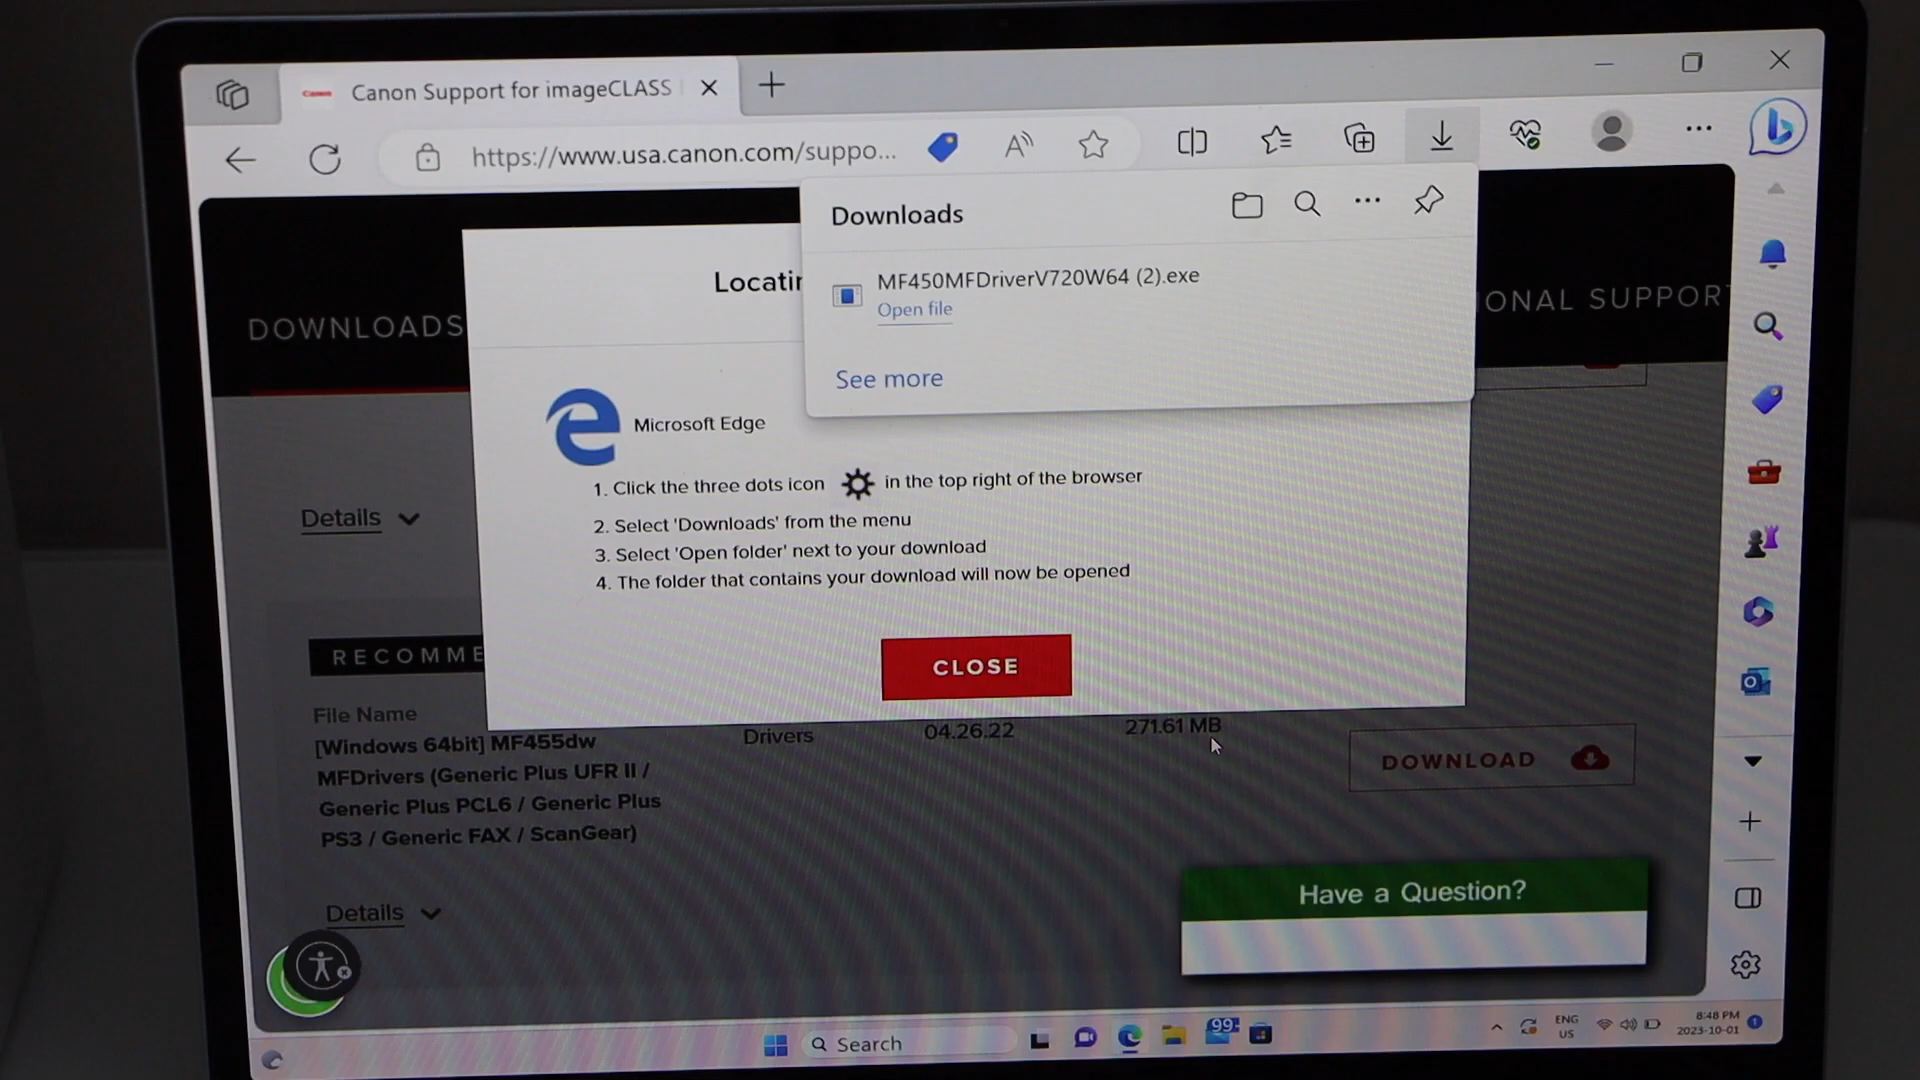 Canon Canon Support for imageCLASS
https://www.usa.canon.com/suppo...
Downloads
MF450MFDriverV720W64 (2).exe
Open file
See more
DOWNLOADS
IONAL SUPPORT
Locatin
Microsoft Edge
1. Click the three dots icon in the top right of the browser
2. Select 'Downloads' from the menu
3. Select 'Open folder' next to your download
4. The folder that contains your download will now be opened
CLOSE
Details
RECOMME
File Name
[Windows 64bit] MF455dw
MFDrivers (Generic Plus UFR II /
Generic Plus PCL6 / Generic Plus
PS3 / Generic FAX / ScanGear)
Drivers
04.26.22
271.61 MB
DOWNLOAD
Details
Have a Question?
Search
99+
ENG
US
8:48 PM
2023-10-01
1